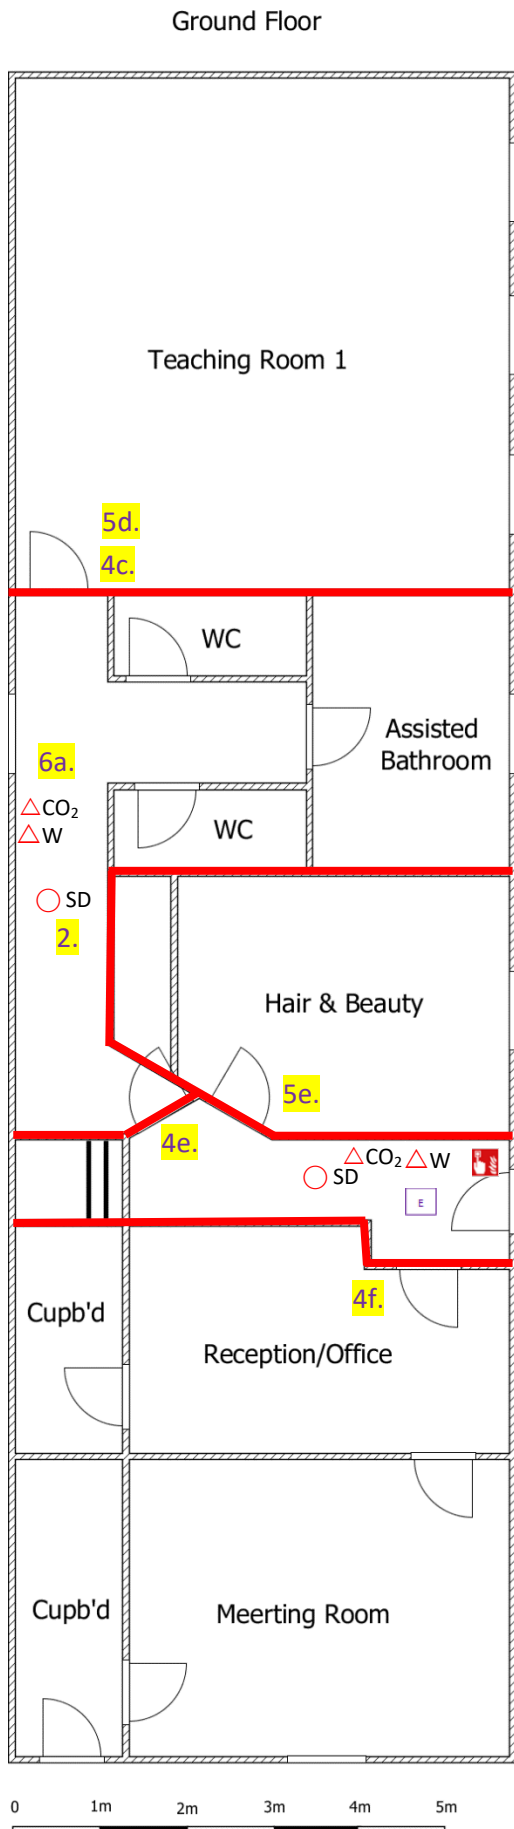 Ground Floor
Teaching Room 1
5d.
4c.
WC
Assisted
Bathroom
6a.
CO₂
W
WC
SD
2.
Hair & Beauty
5e.
4e.
CO₂ W
SD
E
4f.
Cupb'd
Reception/Office
Cupb'd
Meerting Room
0 1m 2m 3m 4m 5m